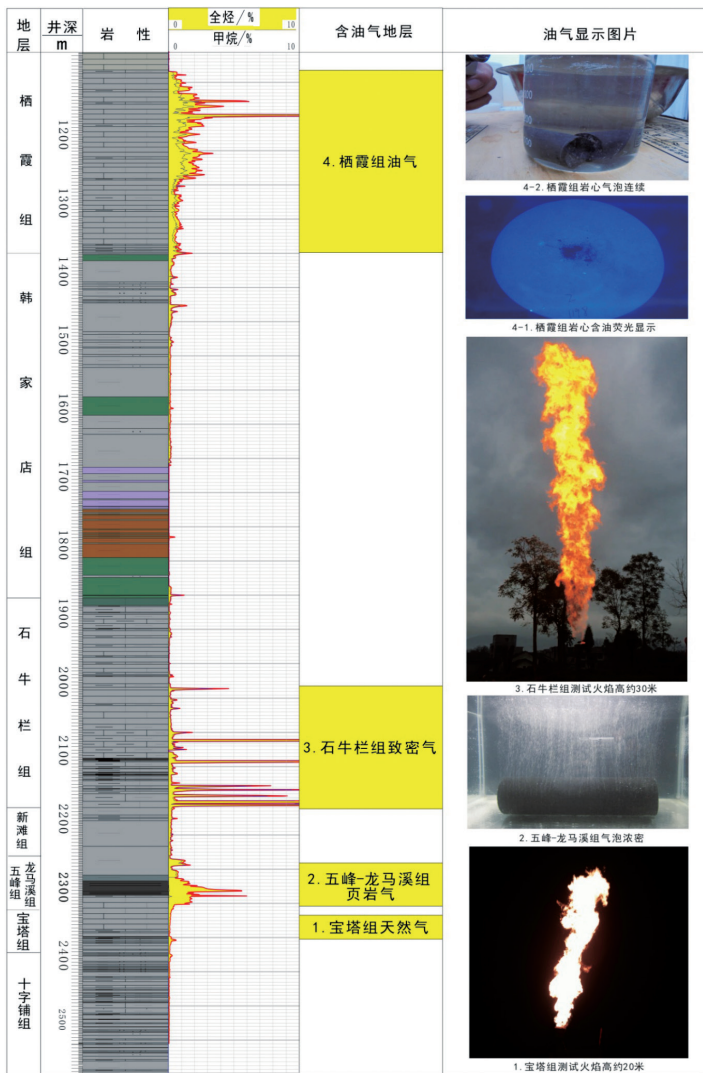 地层
井深
m
岩 性
全烃/%
0 10
甲烷/%
0 10
含油气地层
油气显示图片
栖霞组
韩家店组
石牛栏组
新滩组
龙马溪组
五峰组
宝塔组
十字铺组
1200
1300
1400
1500
1600
1700
1800
1900
2000
2100
2200
2300
2400
2500
4.栖霞组油气
3.石牛栏组致密气
2.五峰-龙马溪组
页岩气
1.宝塔组天然气
4-2.栖霞组岩心气泡连续
4-1.栖霞组岩心含油荧光显示
3.石牛栏组测试火焰高约30米
2.五峰-龙马溪组气泡浓密
1.宝塔组测试火焰高约20米